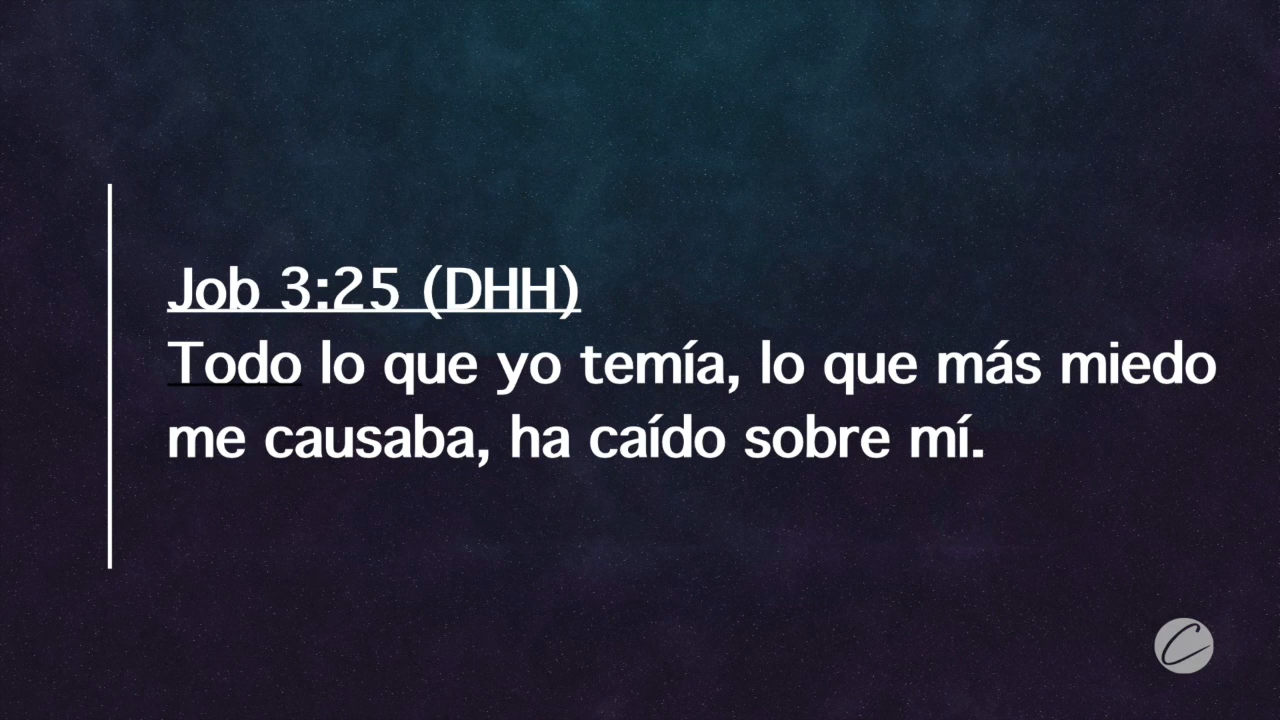 Job 3:25 (DHH)
Todo lo que yo temía, lo que más miedo
me causaba, ha caído sobre mí.
C